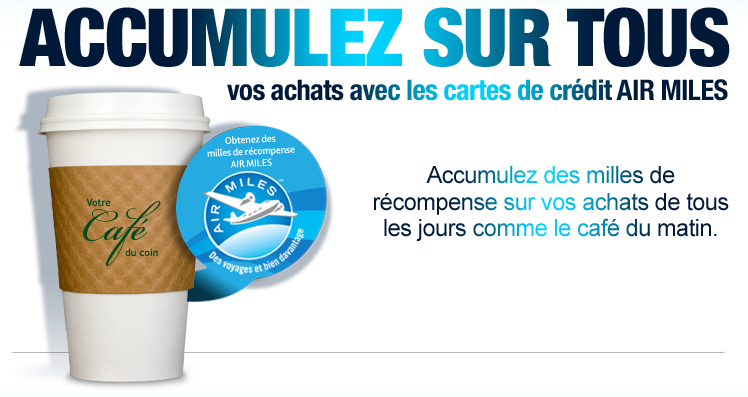 ACCUMULEZ SUR TOUS
vos achats avec les cartes de crédit AIR MILES
Obtenez des
milles de récompense
AIR MILES
AIR MILES
Des voyages et bien davantage
Votre
Café
du coin
Accumulez des milles de
récompense sur vos achats de tous
les jours comme le café du matin.